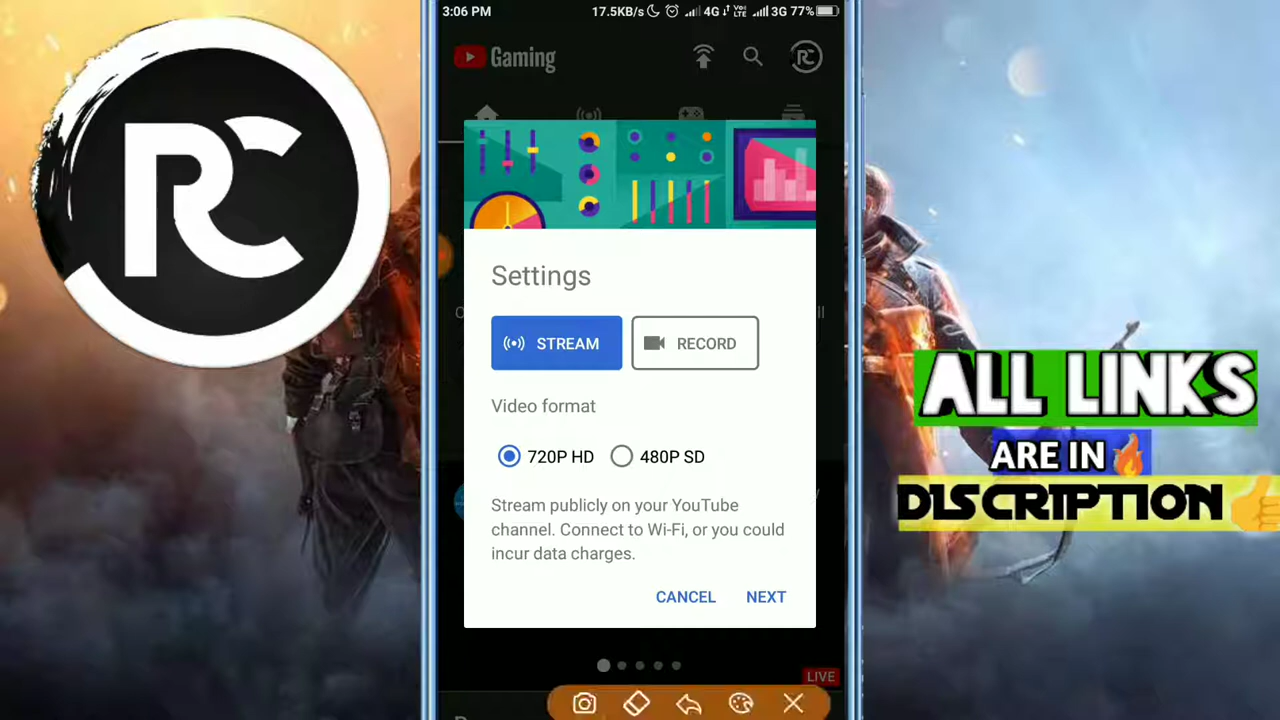 RC
3:06 PM
17.5KB/s 4G VoLTE 3G 77%
Gaming
RC
Settings
STREAM
RECORD
Video format
720P HD
480P SD
Stream publicly on your YouTube
channel. Connect to Wi-Fi, or you could
incur data charges.
CANCEL
NEXT
LIVE
ALL LINKS
ARE IN
DISCRIPTION